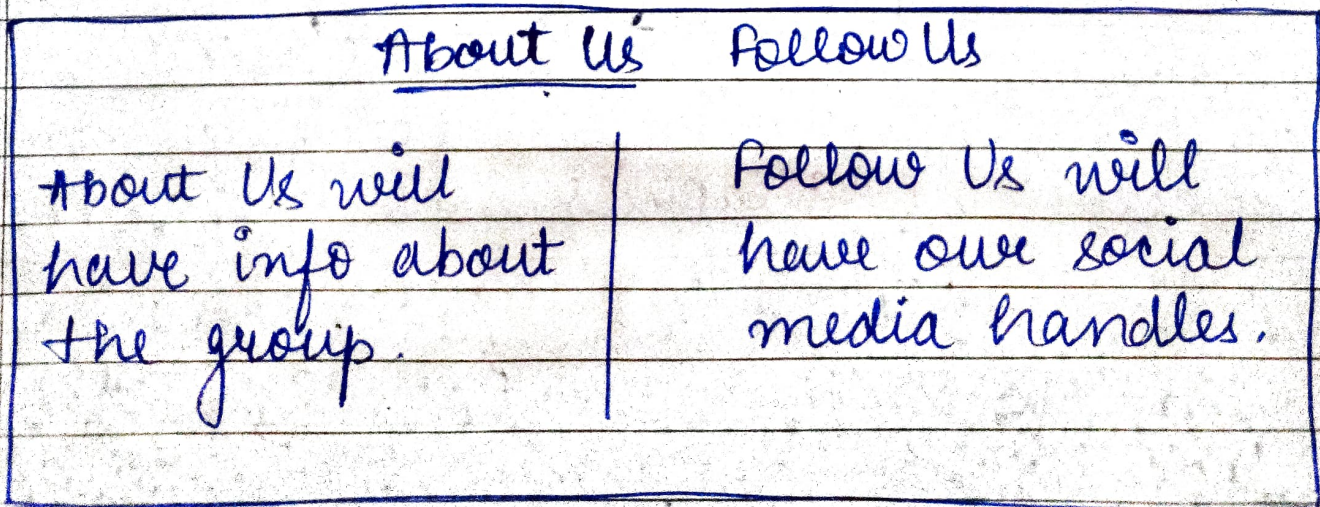 About Us Follow Us
About Us will
have info about
the group.
Follow Us will
have our social
media handles.